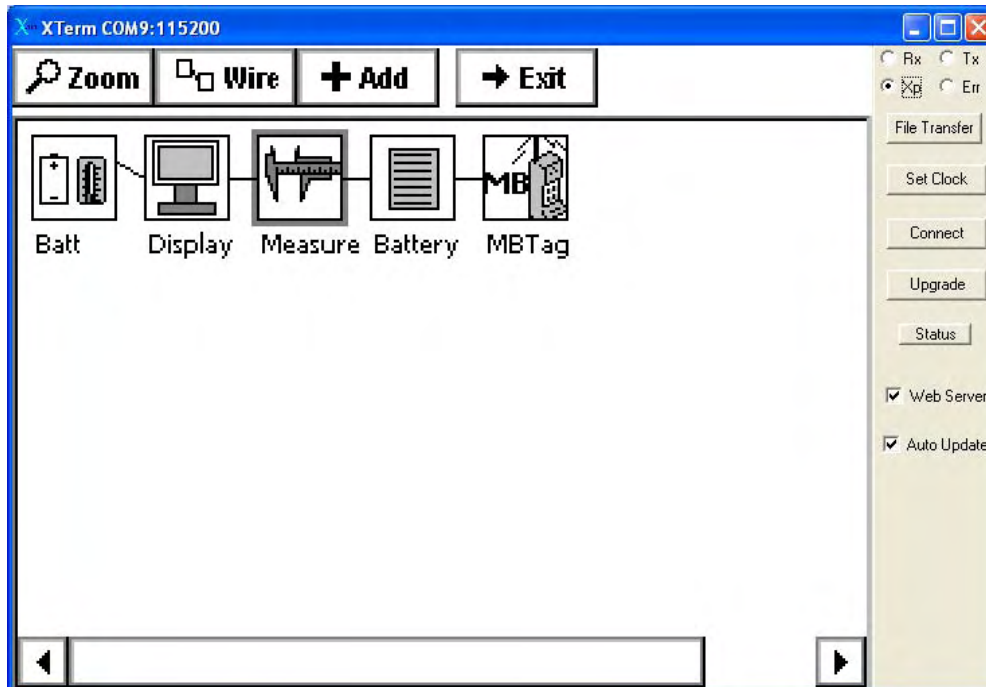 XTerm COM9:115200
Zoom Wire Add Exit
Rx Tx
Xp Err
File Transfer
Set Clock
Connect
Upgrade
Status
Web Server
Auto Update
MB
Batt Display Measure Battery MBTag